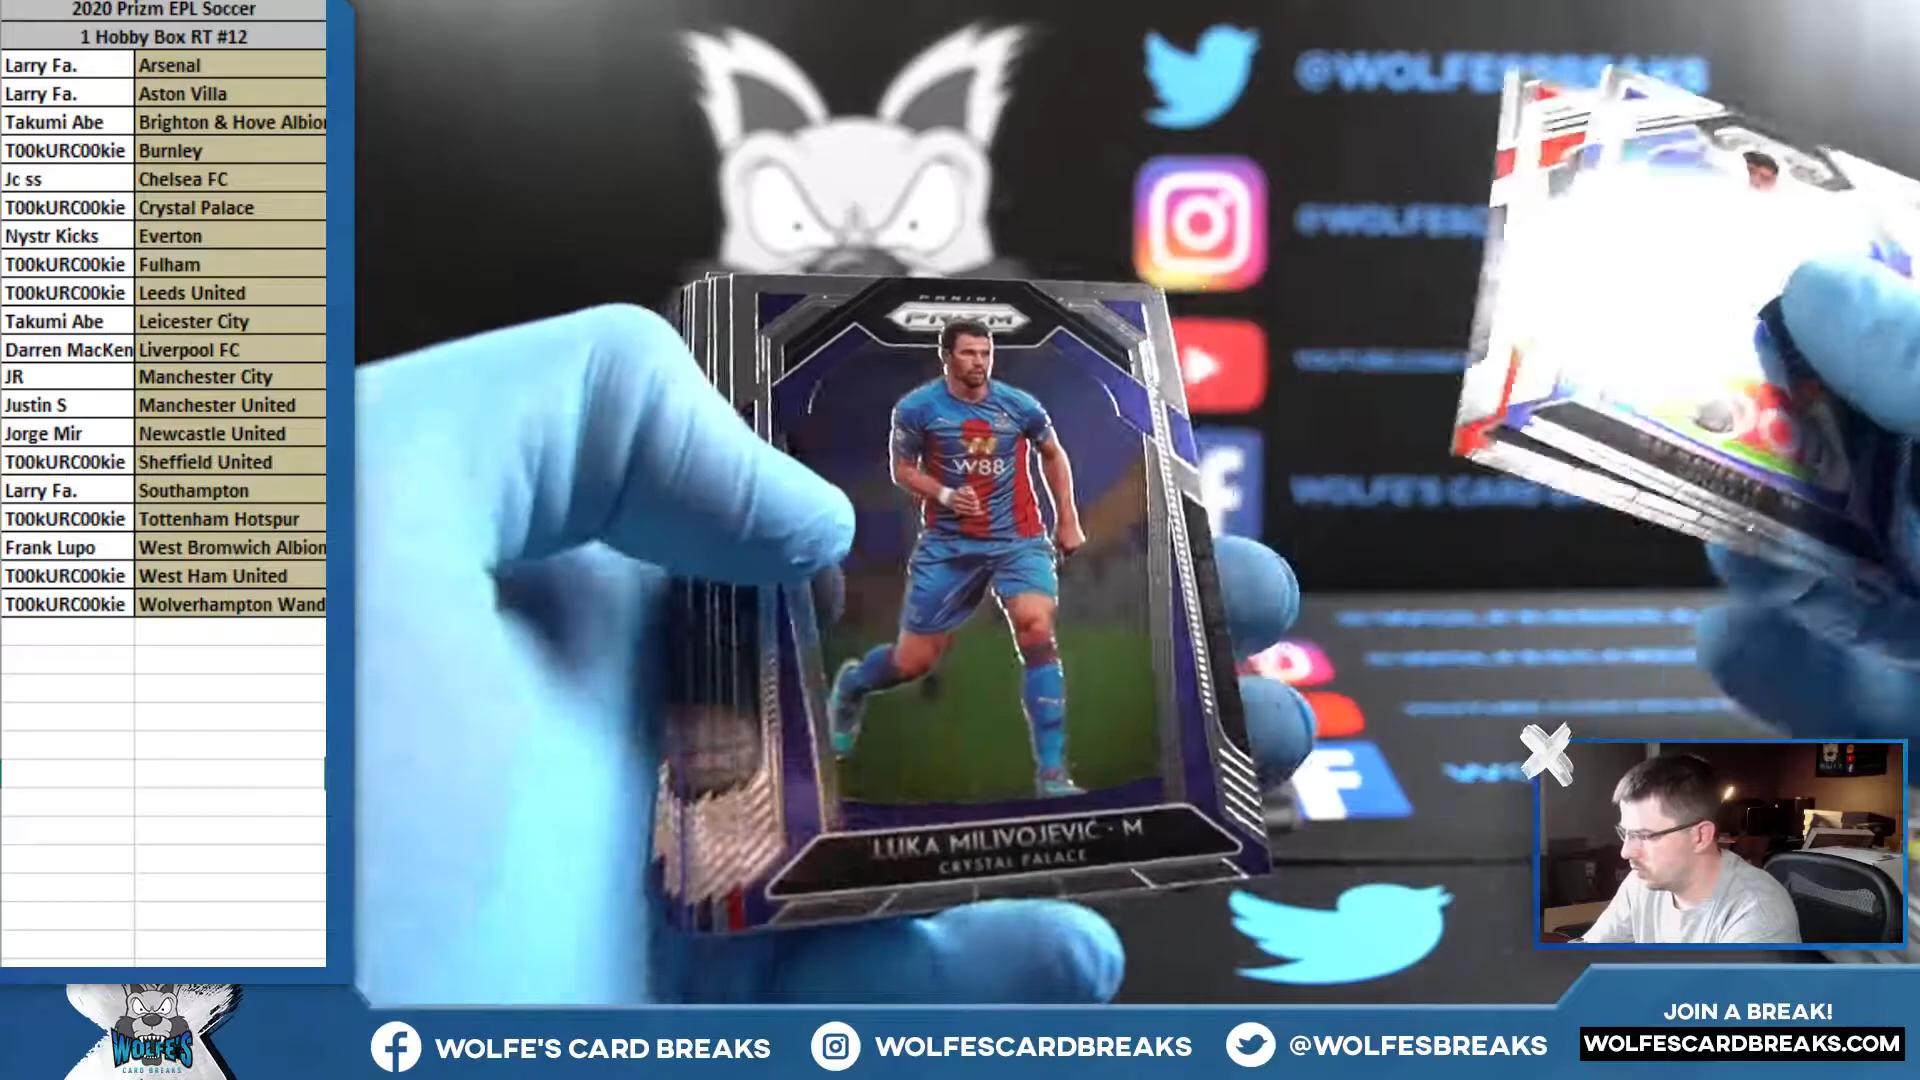 2020 Prizm EPL Soccer
1 Hobby Box RT #12
Larry Fa. Arsenal
Larry Fa. Aston Villa
Takumi Abe Brighton & Hove Albion
T00kURC00kie Burnley
Jc ss Chelsea FC
T00kURC00kie Crystal Palace
Nystr Kicks Everton
T00kURC00kie Fulham
T00kURC00kie Leeds United
Takumi Abe Leicester City
Darren MacKen Liverpool FC
JR Manchester City
Justin S Manchester United
Jorge Mir Newcastle United
T00kURC00kie Sheffield United
Larry Fa. Southampton
T00kURC00kie Tottenham Hotspur
Frank Lupo West Bromwich Albion
T00kURC00kie West Ham United
T00kURC00kie Wolverhampton Wand
@WOLFESBREAKS
WOLFE'S CARD
PANINI
PRIZM
W88
LUKA MILIVOJEVIĆ · M
CRYSTAL PALACE
WOLFE'S
CARD BREAKS
WOLFE'S CARD BREAKS
WOLFESCARDBREAKS
@WOLFESBREAKS
JOIN A BREAK!
WOLFESCARDBREAKS.COM